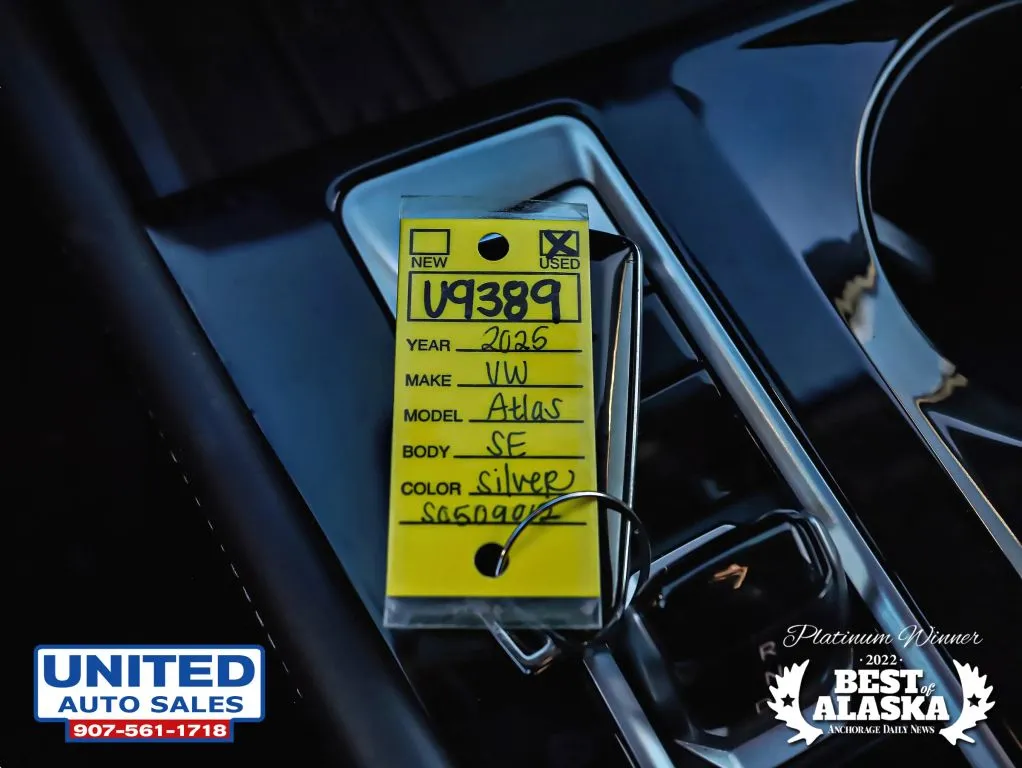 NEW USED
U9389
YEAR 2025
MAKE VW
MODEL Atlas
BODY SE
COLOR silver
UNITED
AUTO SALES
907-561-1718
Platinum Winner
·2022·
BEST of
ALASKA
ANCHORAGE DAILY NEWS